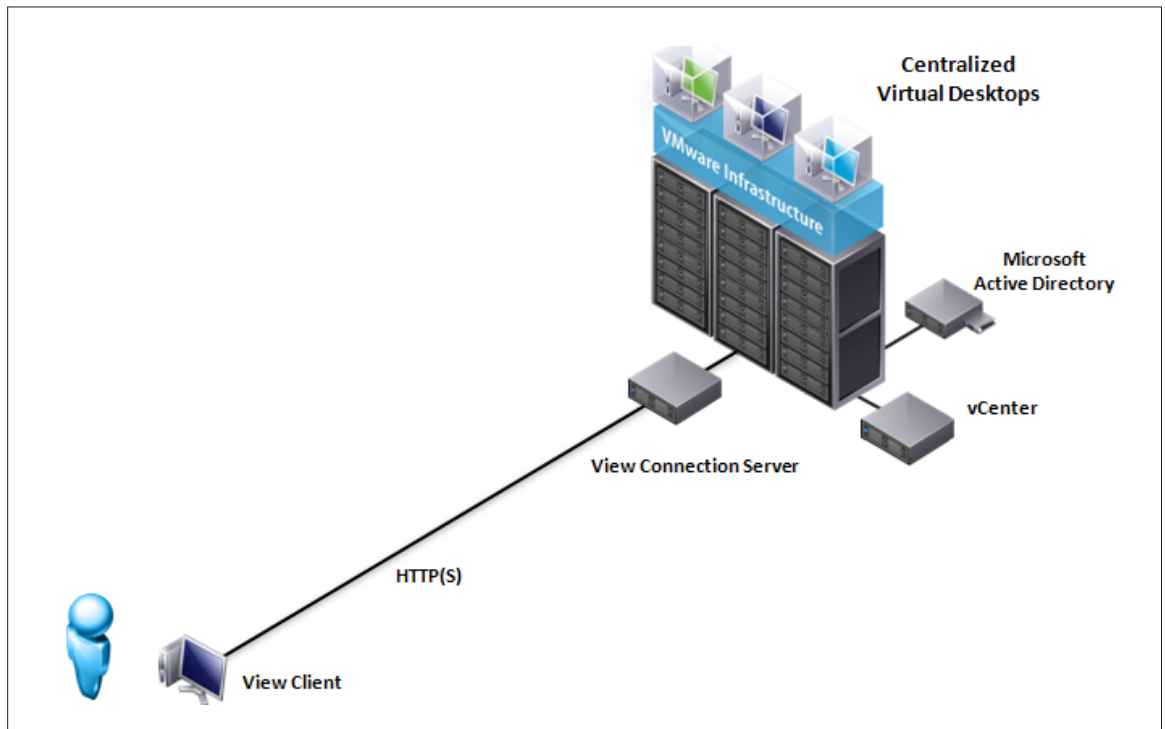 Centralized
Virtual Desktops
VMware Infrastructure
Microsoft
Active Directory
vCenter
View Connection Server
HTTP(S)
View Client